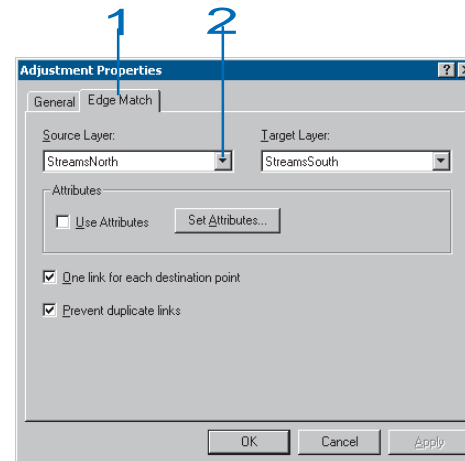 1 2
Adjustment Properties
General Edge Match
Source Layer: Target Layer:
StreamsNorth StreamsSouth
Attributes
Use Attributes Set Attributes...
One link for each destination point
Prevent duplicate links
OK Cancel Apply